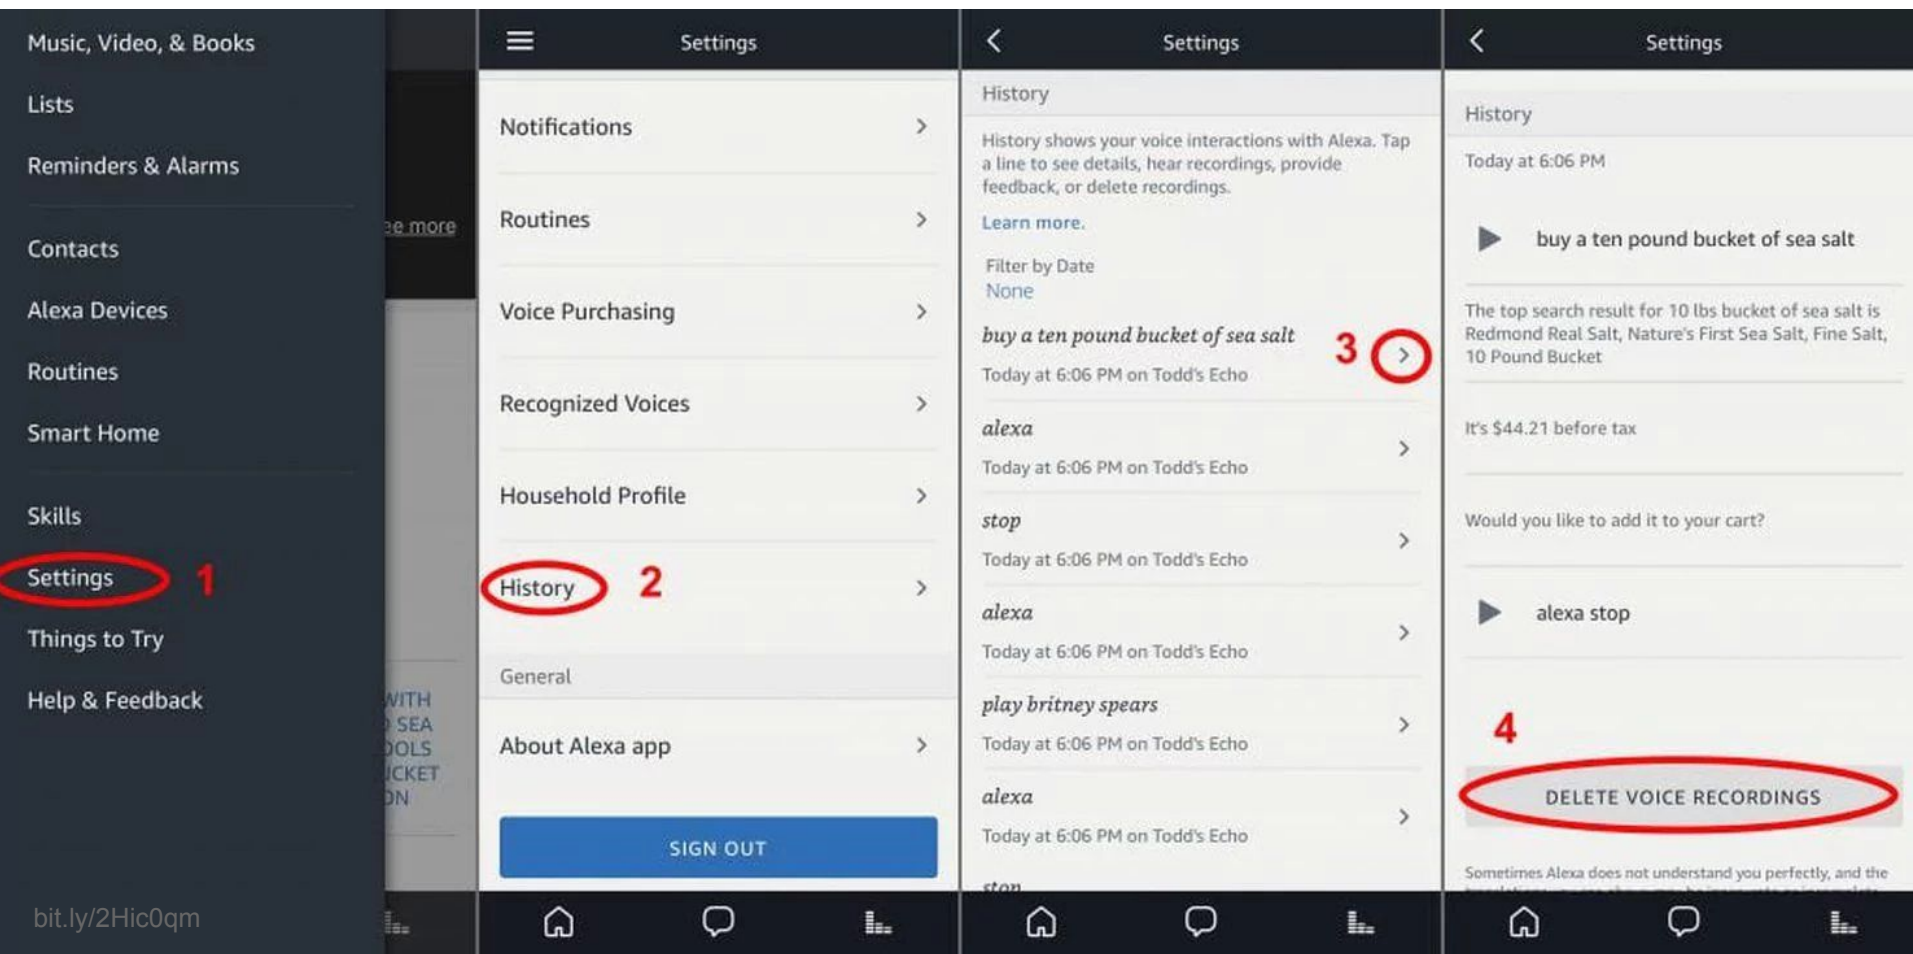 Music, Video, & Books
Lists
Reminders & Alarms
Contacts
Alexa Devices
Routines
Smart Home
Skills
Settings
1
Things to Try
Help & Feedback
bit.ly/2Hic0qm
ee more
WITH
SEA
OOLS
UCKET
ON
Settings
Notifications
Routines
Voice Purchasing
Recognized Voices
Household Profile
History
2
General
About Alexa app
SIGN OUT
Settings
History
History shows your voice interactions with Alexa. Tap
a line to see details, hear recordings, provide
feedback, or delete recordings.
Learn more.
Filter by Date
None
buy a ten pound bucket of sea salt
3
Today at 6:06 PM on Todd's Echo
alexa
Today at 6:06 PM on Todd's Echo
stop
Today at 6:06 PM on Todd's Echo
alexa
Today at 6:06 PM on Todd's Echo
play britney spears
Today at 6:06 PM on Todd's Echo
alexa
Today at 6:06 PM on Todd's Echo
stop
Settings
History
Today at 6:06 PM
buy a ten pound bucket of sea salt
The top search result for 10 lbs bucket of sea salt is
Redmond Real Salt, Nature's First Sea Salt, Fine Salt,
10 Pound Bucket
It's $44.21 before tax
Would you like to add it to your cart?
alexa stop
4
DELETE VOICE RECORDINGS
Sometimes Alexa does not understand you perfectly, and the